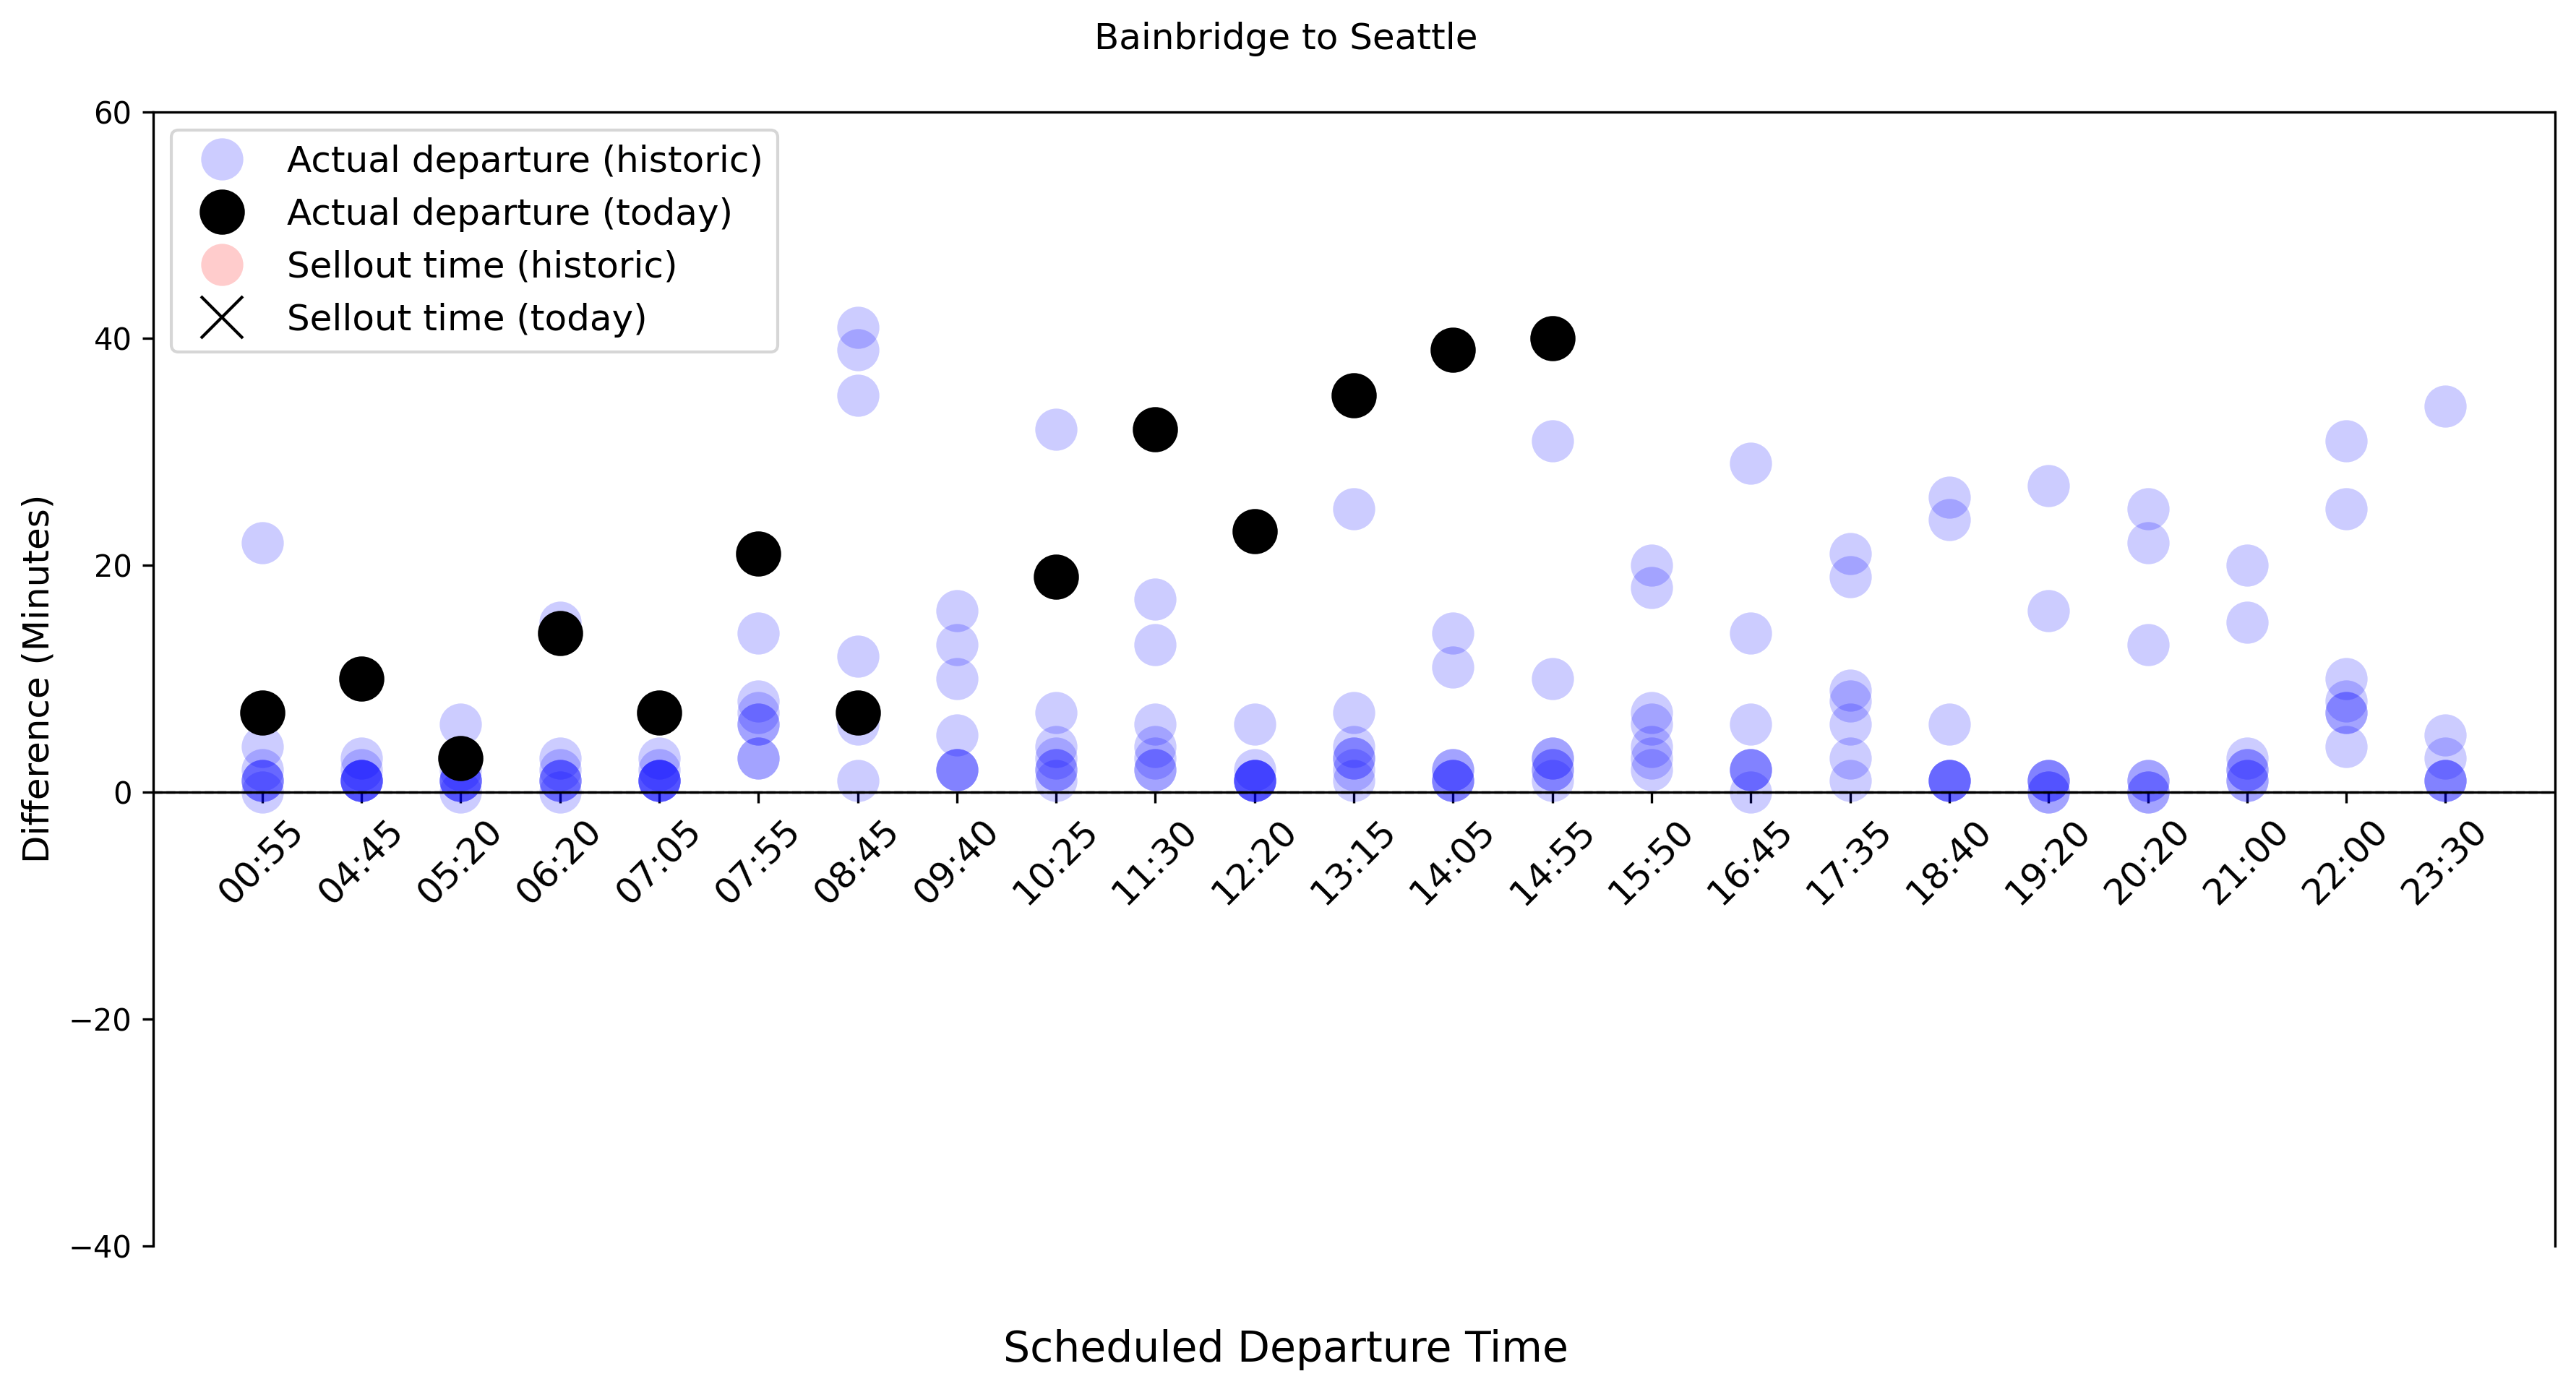 Bainbridge to Seattle
60
40
20
0
−20
−40
Difference (Minutes)
Actual departure (historic)
Actual departure (today)
Sellout time (historic)
Sellout time (today)
00:55 04:45 05:20 06:20 07:05 07:55 08:45 09:40 10:25 11:30 12:20 13:15 14:05 14:55 15:50 16:45 17:35 18:40 19:20 20:20 21:00 22:00 23:30
Scheduled Departure Time